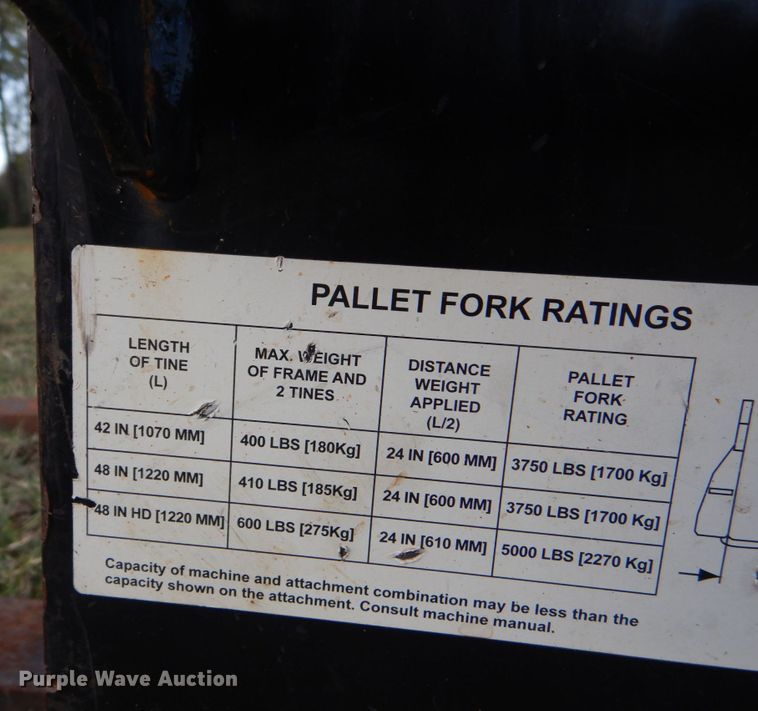 PALLET FORK RATINGS
LENGTH
OF TINE
(L)
MAX. WEIGHT
OF FRAME AND
2 TINES
DISTANCE
WEIGHT
APPLIED
(L/2)
PALLET
FORK
RATING
42 IN [1070 MM] 400 LBS [180Kg] 24 IN [600 MM] 3750 LBS [1700 Kg]
48 IN [1220 MM] 410 LBS [185Kg] 24 IN [600 MM] 3750 LBS [1700 Kg]
48 IN HD [1220 MM] 600 LBS [275Kg] 24 IN [610 MM] 5000 LBS [2270 Kg]
Capacity of machine and attachment combination may be less than the
capacity shown on the attachment. Consult machine manual.
Purple Wave Auction